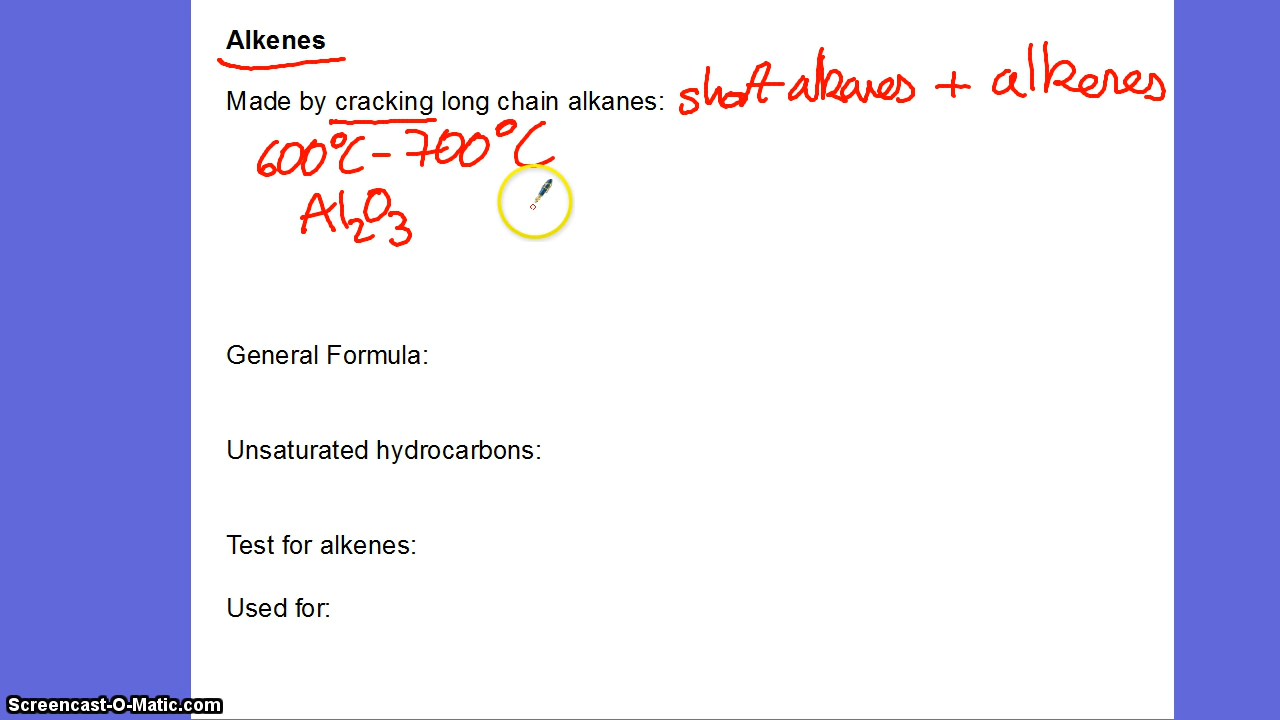 Alkenes
Made by cracking long chain alkanes: short alkanes + alkenes
600°C - 700°C
Al2O3
General Formula:
Unsaturated hydrocarbons:
Test for alkenes:
Used for:
Screencast-O-Matic.com